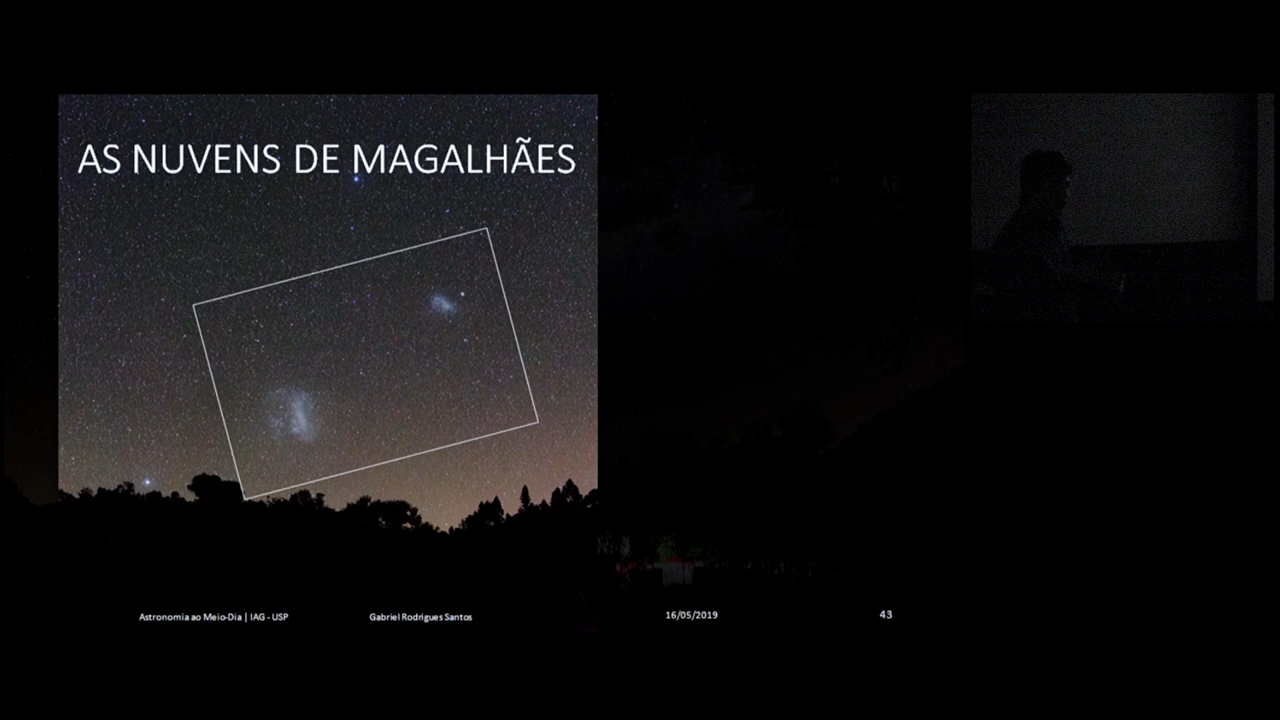 AS NUVENS DE MAGALHÃES
Astronomia ao Meio-Dia | IAG - USP
Gabriel Rodrigues Santos
16/05/2019
43